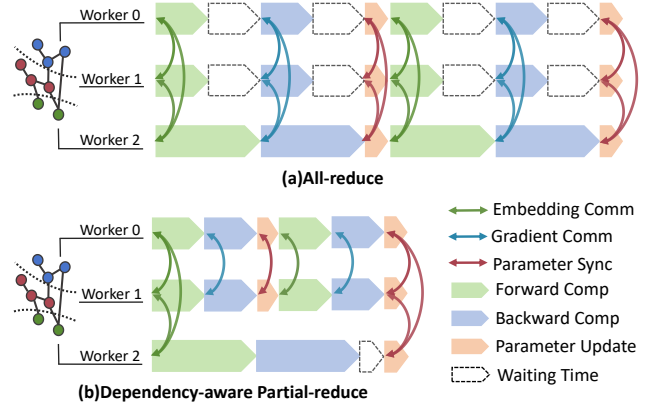 Worker 0
Worker 1
Worker 2
(a)All-reduce
Worker 0
Worker 1
Worker 2
(b)Dependency-aware Partial-reduce
Embedding Comm
Gradient Comm
Parameter Sync
Forward Comp
Backward Comp
Parameter Update
Waiting Time